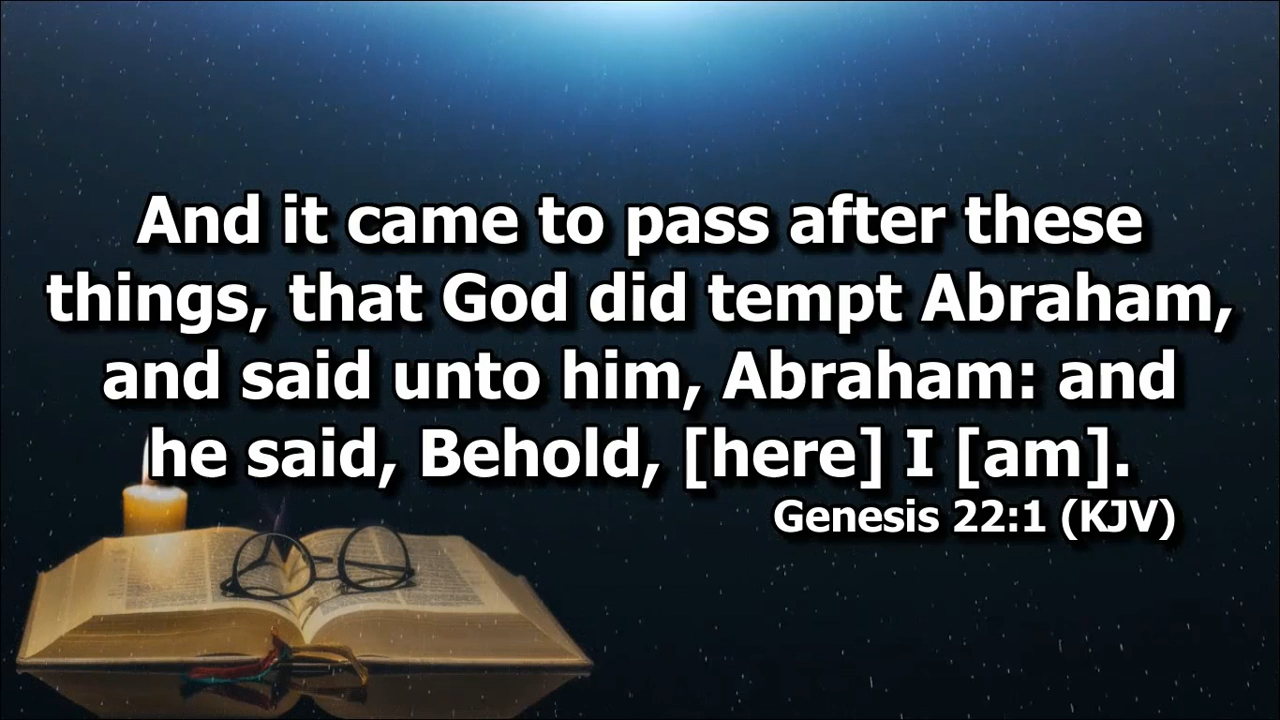 And it came to pass after these
things, that God did tempt Abraham,
and said unto him, Abraham: and
he said, Behold, [here] I [am].
Genesis 22:1 (KJV)